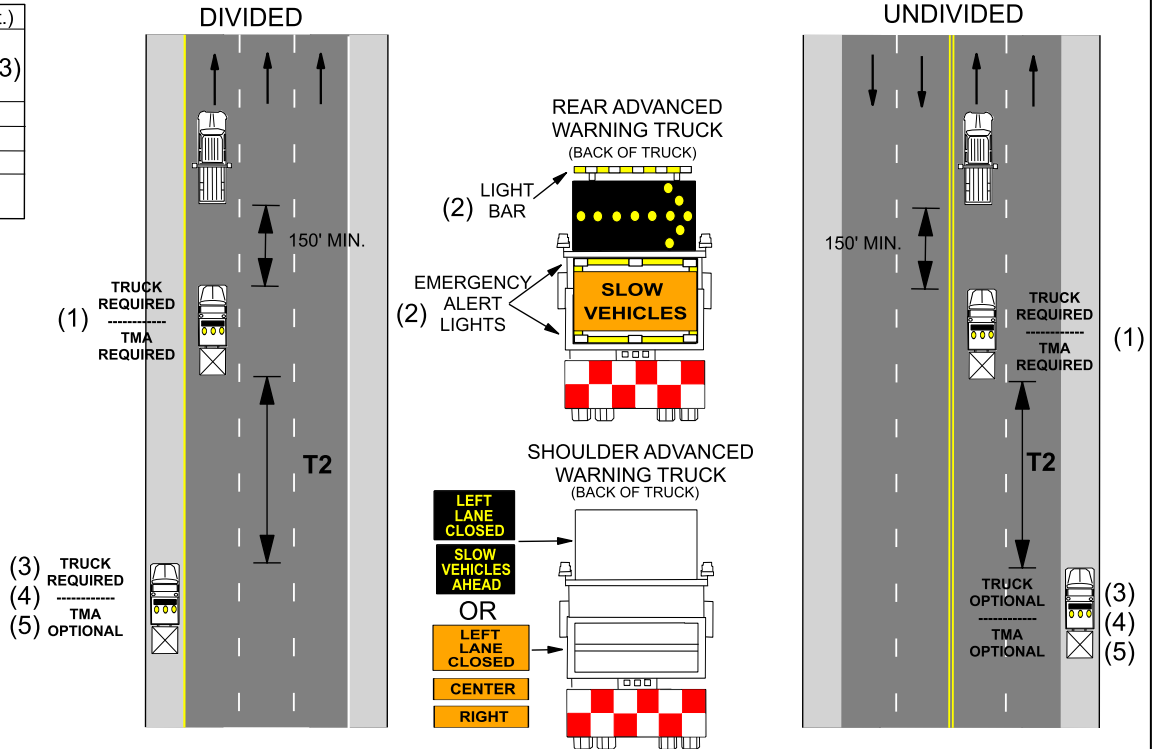 t.)
3)
DIVIDED
150' MIN.
(1)
TRUCK
REQUIRED
------------
TMA
REQUIRED
T2
(3)
(4)
(5)
TRUCK
REQUIRED
------------
TMA
OPTIONAL
REAR ADVANCED
WARNING TRUCK
(BACK OF TRUCK)
(2)
LIGHT
BAR
(2)
EMERGENCY
ALERT
LIGHTS
SLOW
VEHICLES
SHOULDER ADVANCED
WARNING TRUCK
(BACK OF TRUCK)
LEFT
LANE
CLOSED
SLOW
VEHICLES
AHEAD
OR
LEFT
LANE
CLOSED
CENTER
RIGHT
UNDIVIDED
150' MIN.
TRUCK
REQUIRED
------------
TMA
REQUIRED
(1)
T2
TRUCK
OPTIONAL
------------
TMA
OPTIONAL
(3)
(4)
(5)